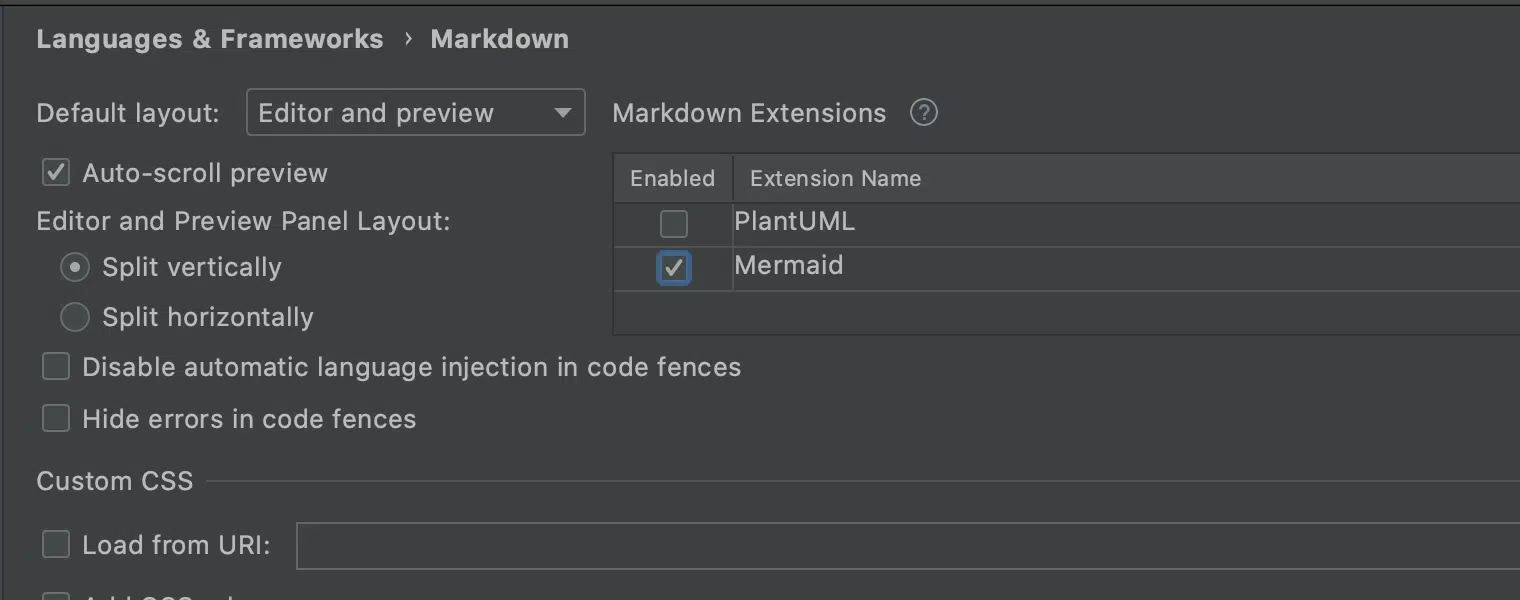 Languages & Frameworks › Markdown
Default layout: Editor and preview Markdown Extensions ?
Auto-scroll preview
Enabled Extension Name
Editor and Preview Panel Layout:
PlantUML
Split vertically
Mermaid
Split horizontally
Disable automatic language injection in code fences
Hide errors in code fences
Custom CSS
Load from URI: